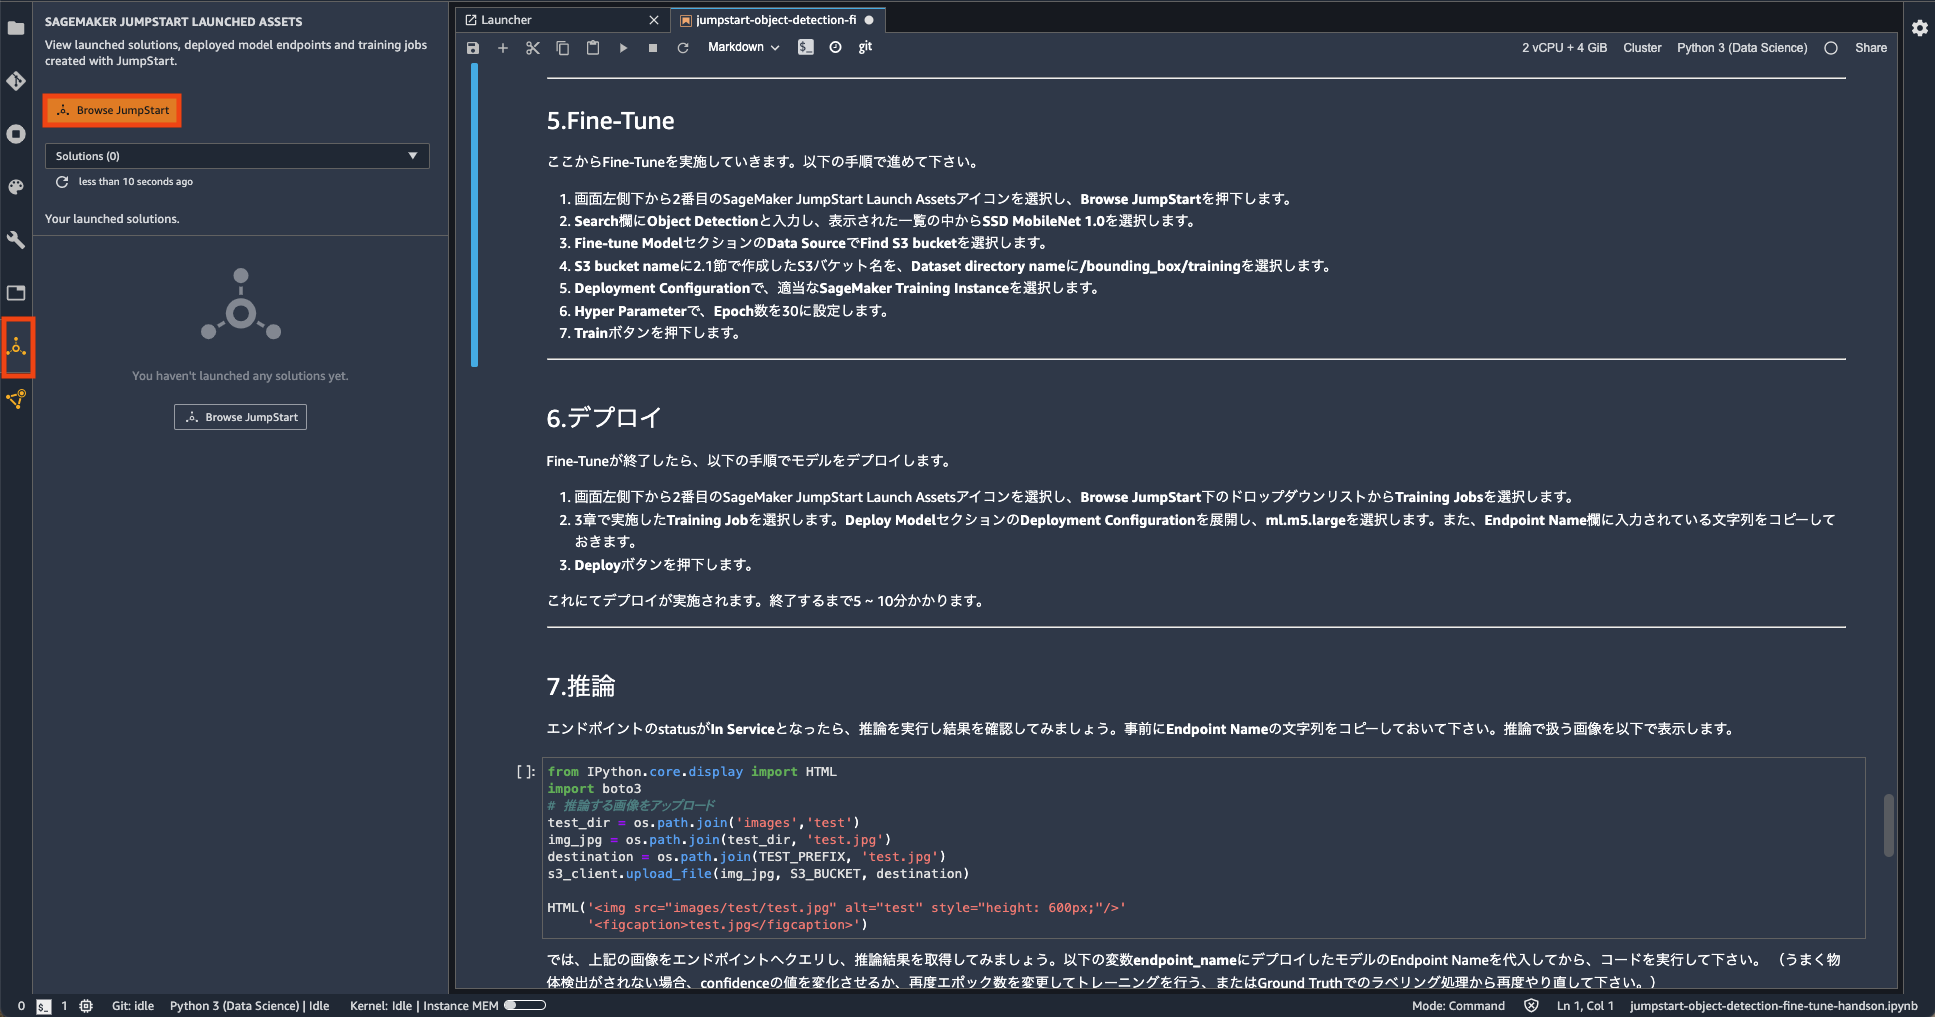 SAGEMAKER JUMPSTART LAUNCHED ASSETS
View launched solutions, deployed model endpoints and training jobs
created with JumpStart.
Browse JumpStart
Solutions (0)
less than 10 seconds ago
Your launched solutions.
You haven't launched any solutions yet.
Browse JumpStart
Launcher
jumpstart-object-detection-fi
Markdown
git
2 vCPU + 4 GiB
Cluster
Python 3 (Data Science)
Share
5.Fine-Tune
ここからFine-Tuneを実施していきます。以下の手順で進めて下さい。
1. 画面左側下から2番目のSageMaker JumpStart Launch Assetsアイコンを選択し、Browse JumpStartを押下します。
2. Search欄にObject Detectionと入力し、表示された一覧の中からSSD MobileNet 1.0を選択します。
3. Fine-tune ModelセクションのData SourceでFind S3 bucketを選択します。
4. S3 bucket nameに2.1節で作成したS3バケット名を、Dataset directory nameに/bounding_box/trainingを選択します。
5. Deployment Configurationで、適当なSageMaker Training Instanceを選択します。
6. Hyper Parameterで、Epoch数を30に設定します。
7. Trainボタンを押下します。
6.デプロイ
Fine-Tuneが終了したら、以下の手順でモデルをデプロイします。
1. 画面左側下から2番目のSageMaker JumpStart Launch Assetsアイコンを選択し、Browse JumpStart下のドロップダウンリストからTraining Jobsを選択します。
2. 3章で実施したTraining Jobを選択します。Deploy ModelセクションのDeployment Configurationを展開し、ml.m5.largeを選択します。また、Endpoint Name欄に入力されている文字列をコピーして
おきます。
3. Deployボタンを押下します。
これにてデプロイが実施されます。終了するまで5 ~ 10分かかります。
7.推論
エンドポイントのstatusがIn Serviceとなったら、推論を実行し結果を確認してみましょう。事前にEndpoint Nameの文字列をコピーしておいて下さい。推論で扱う画像を以下で表示します。
[ ]:
from IPython.core.display import HTML
import boto3
# 推論する画像をアップロード
test_dir = os.path.join('images','test')
img_jpg = os.path.join(test_dir, 'test.jpg')
destination = os.path.join(TEST_PREFIX, 'test.jpg')
s3_client.upload_file(img_jpg, S3_BUCKET, destination)
HTML('<img src="images/test/test.jpg" alt="test" style="height: 600px;"/>'
'<figcaption>test.jpg</figcaption>')
では、上記の画像をエンドポイントへクエリし、推論結果を取得してみましょう。以下の変数endpoint_nameにデプロイしたモデルのEndpoint Nameを代入してから、コードを実行して下さい。（うまく物
体検出がされない場合、confidenceの値を変化させるか、再度エポック数を変更してトレーニングを行う、またはGround Truthでのラベリング処理から再度やり直して下さい。）
0
1
Git: idle
Python 3 (Data Science) | Idle
Kernel: Idle | Instance MEM
Mode: Command
Ln 1, Col 1
jumpstart-object-detection-fine-tune-handson.ipynb